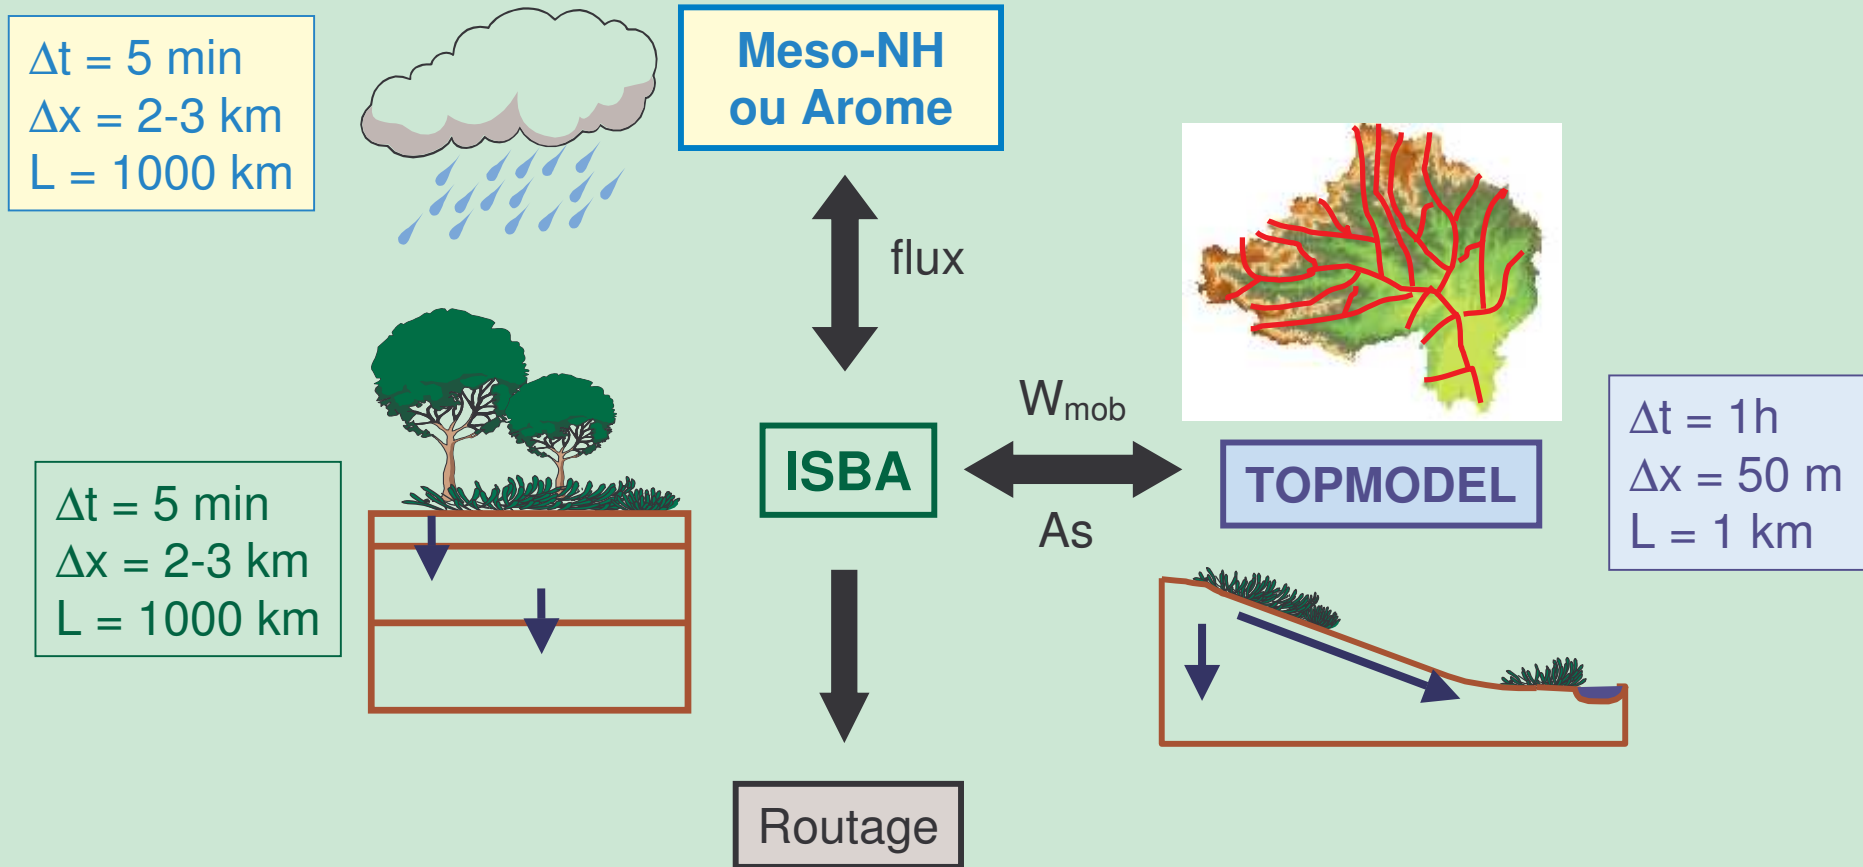 Δt = 5 min
Δx = 2-3 km
L = 1000 km
Meso-NH
ou Arome
flux
Wmob
As
ISBA
TOPMODEL
Δt = 1h
Δx = 50 m
L = 1 km
Δt = 5 min
Δx = 2-3 km
L = 1000 km
Routage